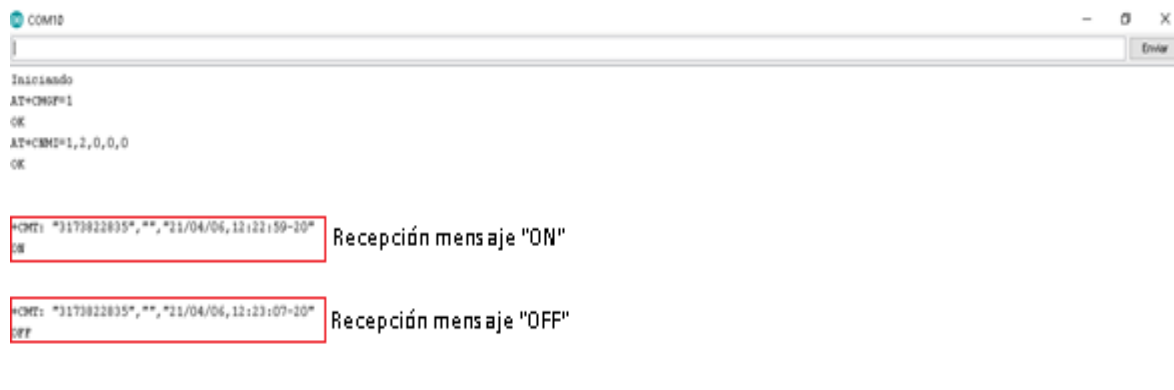 COM10
Enviar
Iniciando
AT+CMGF=1
OK
AT+CNMI=1,2,0,0,0
OK
+CMT: "3173822835","","21/04/06,12:22:59-20"
ON
Recepción mensaje "ON"
+CMT: "3173822835","","21/04/06,12:23:07-20"
OFF
Recepción mensaje "OFF"